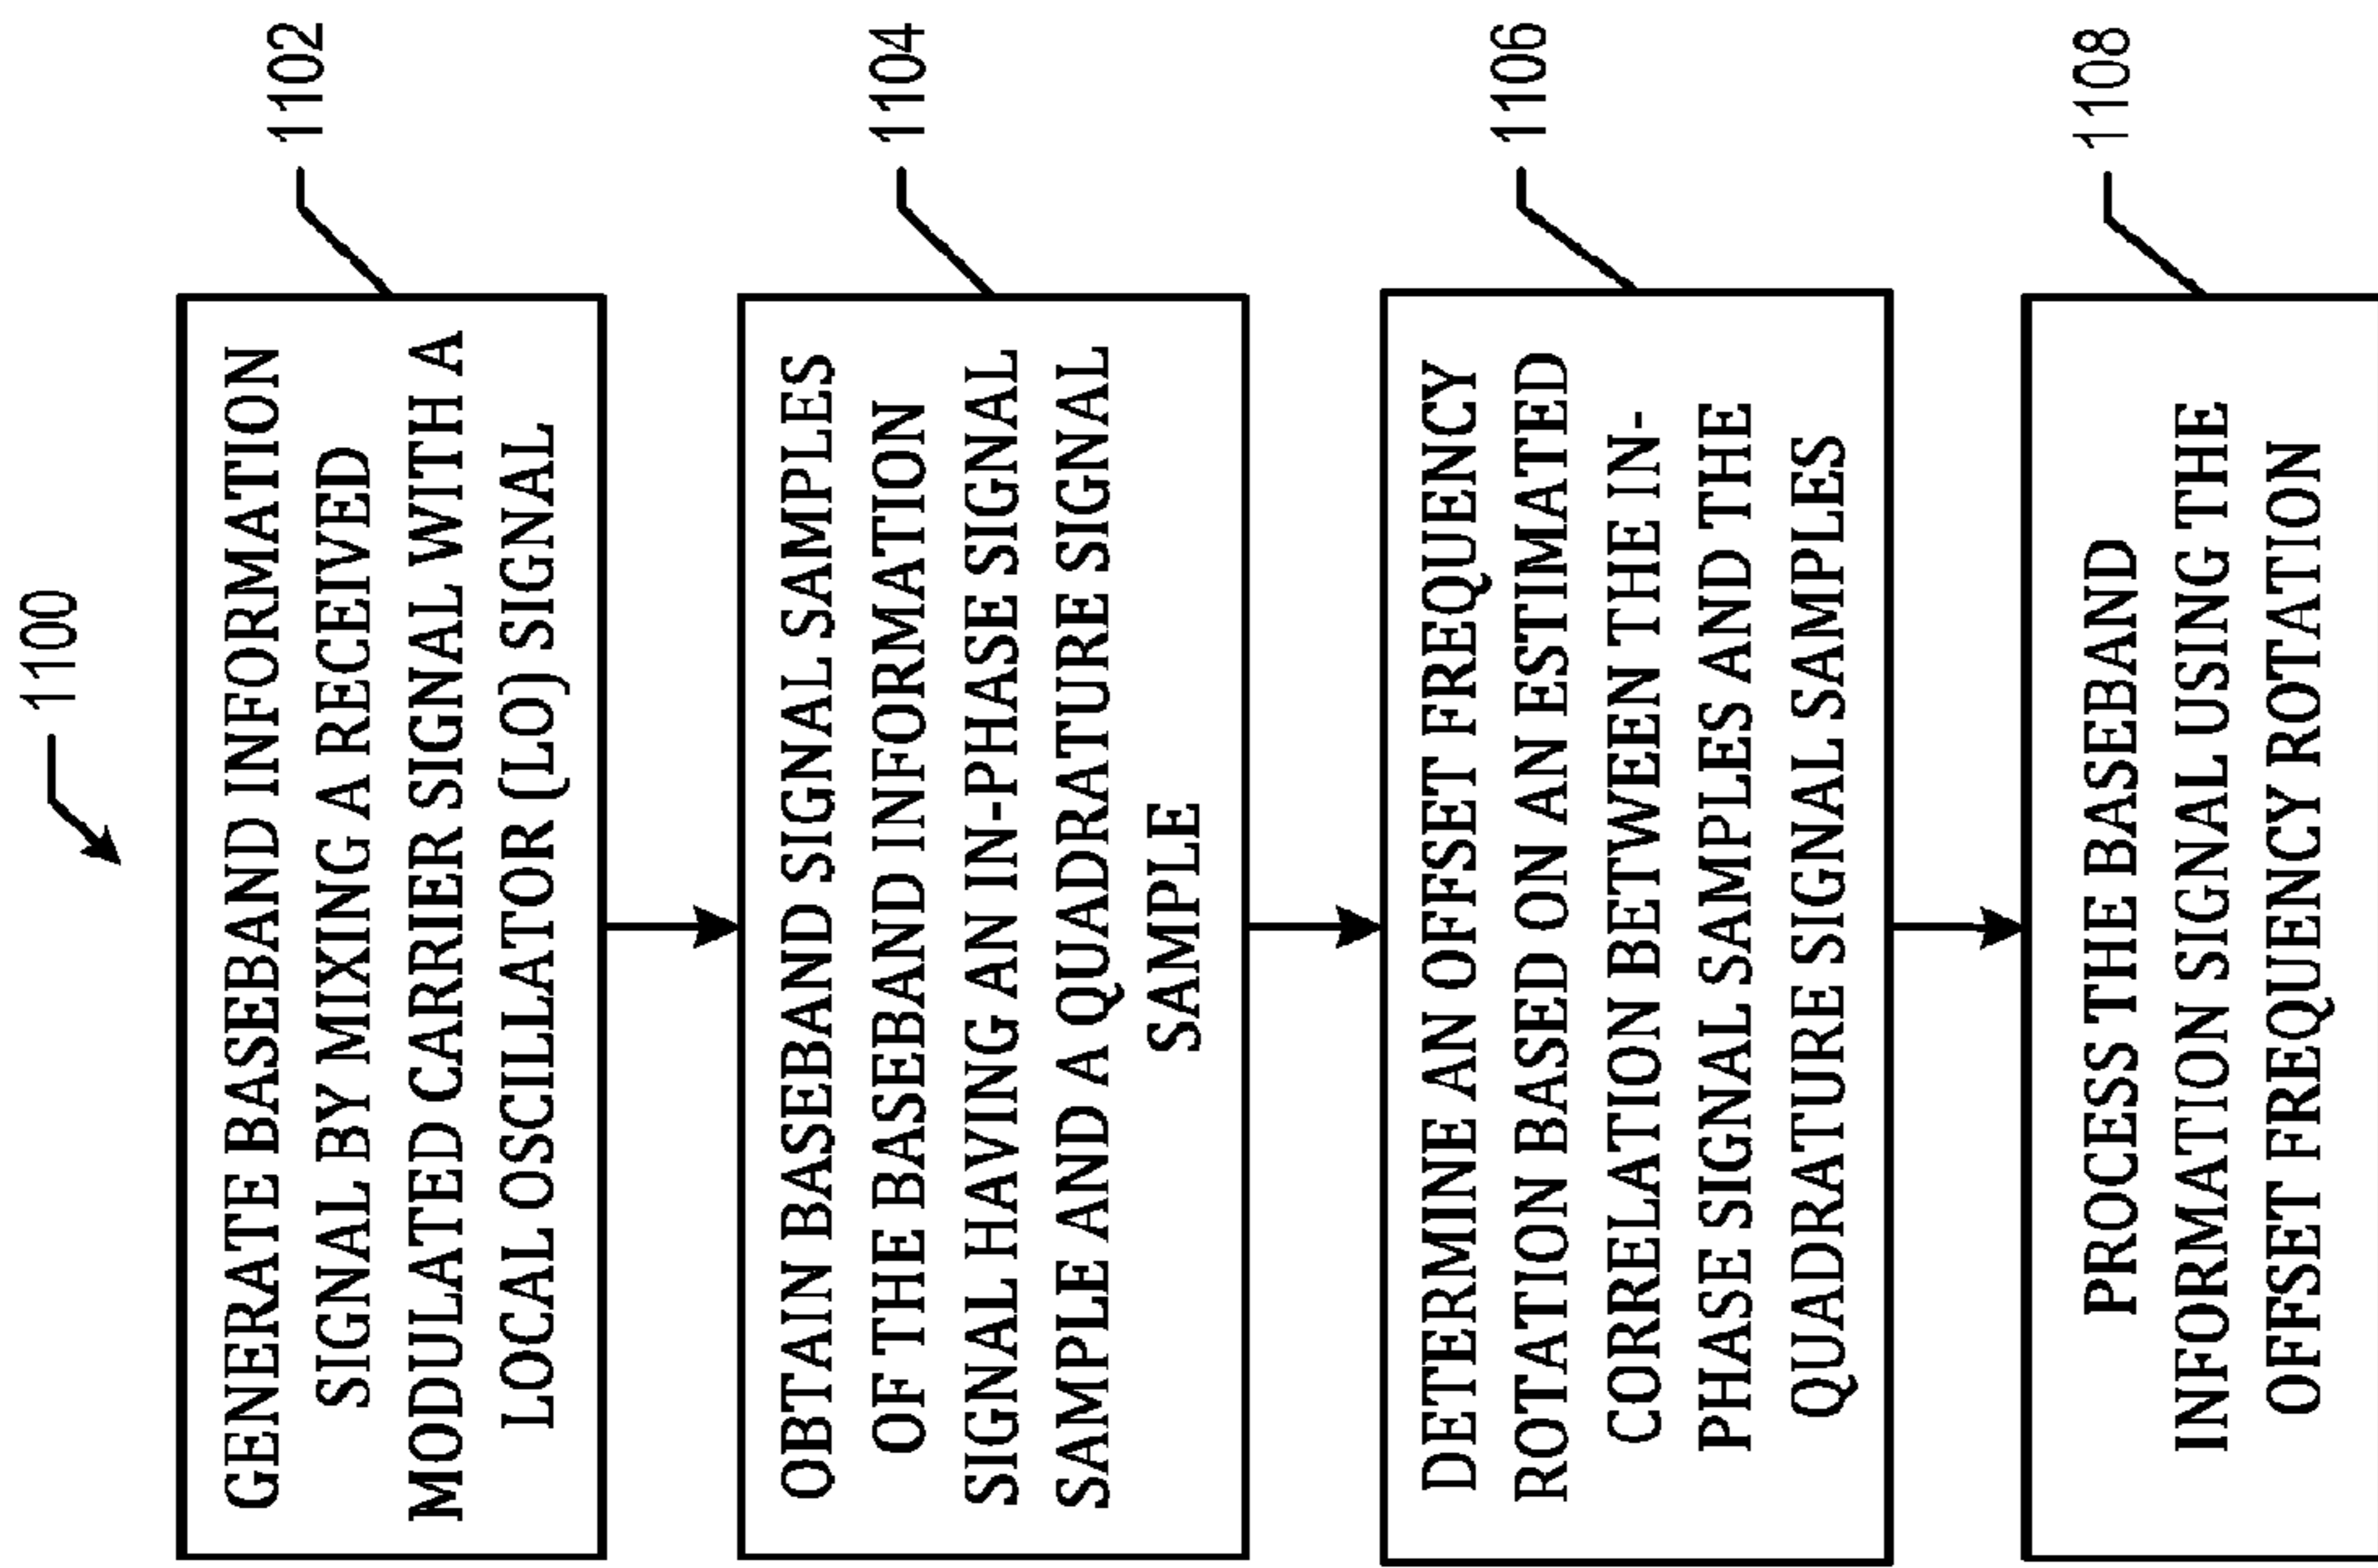 1100
1102
GENERATE BASEBAND INFORMATION
SIGNAL BY MIXING A RECEIVED
MODULATED CARRIER SIGNAL WITH A
LOCAL OSCILLATOR (LO) SIGNAL
1104
OBTAIN BASEBAND SIGNAL SAMPLES
OF THE BASEBAND INFORMATION
SIGNAL HAVING AN IN-PHASE SIGNAL
SAMPLE AND A QUADRATURE SIGNAL
SAMPLE
1106
DETERMINE AN OFFSET FREQUENCY
ROTATION BASED ON AN ESTIMATED
CORRELATION BETWEEN THE IN-
PHASE SIGNAL SAMPLES AND THE
QUADRATURE SIGNAL SAMPLES
1108
PROCESS THE BASEBAND
INFORMATION SIGNAL USING THE
OFFSET FREQUENCY ROTATION